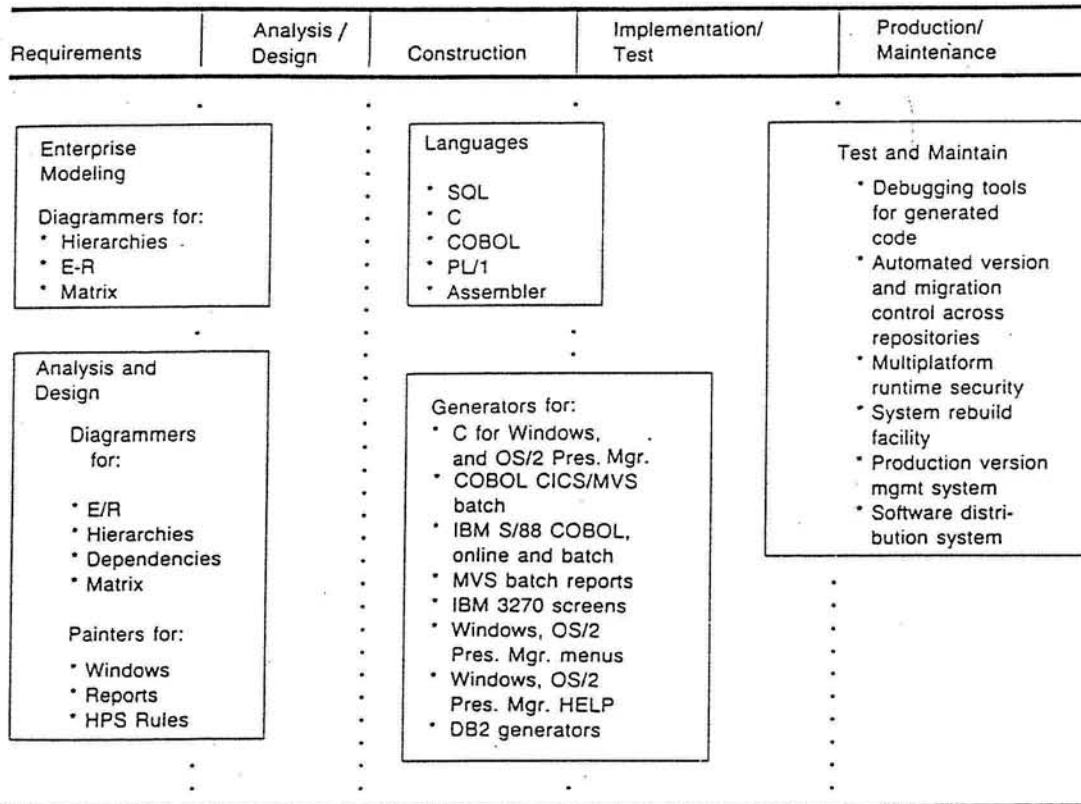 Requirements
Analysis /
Design
Construction
Implementation/
Test
Production/
Maintenance
Enterprise
Modeling
Diagrammers for:
* Hierarchies
* E-R
* Matrix
Analysis and
Design
Diagrammers
for:
* E/R
* Hierarchies
* Dependencies
* Matrix
Painters for:
* Windows
* Reports
* HPS Rules
Languages
* SQL
* C
* COBOL
* PL/1
* Assembler
Generators for:
* C for Windows,
and OS/2 Pres. Mgr.
* COBOL CICS/MVS
batch
* IBM S/88 COBOL,
online and batch
* MVS batch reports
* IBM 3270 screens
* Windows, OS/2
Pres. Mgr. menus
* Windows, OS/2
Pres. Mgr. HELP
* DB2 generators
Test and Maintain
* Debugging tools
for generated
code
* Automated version
and migration
control across
repositories
* Multiplatform
runtime security
* System rebuild
facility
* Production version
mgmt system
* Software distri-
bution system